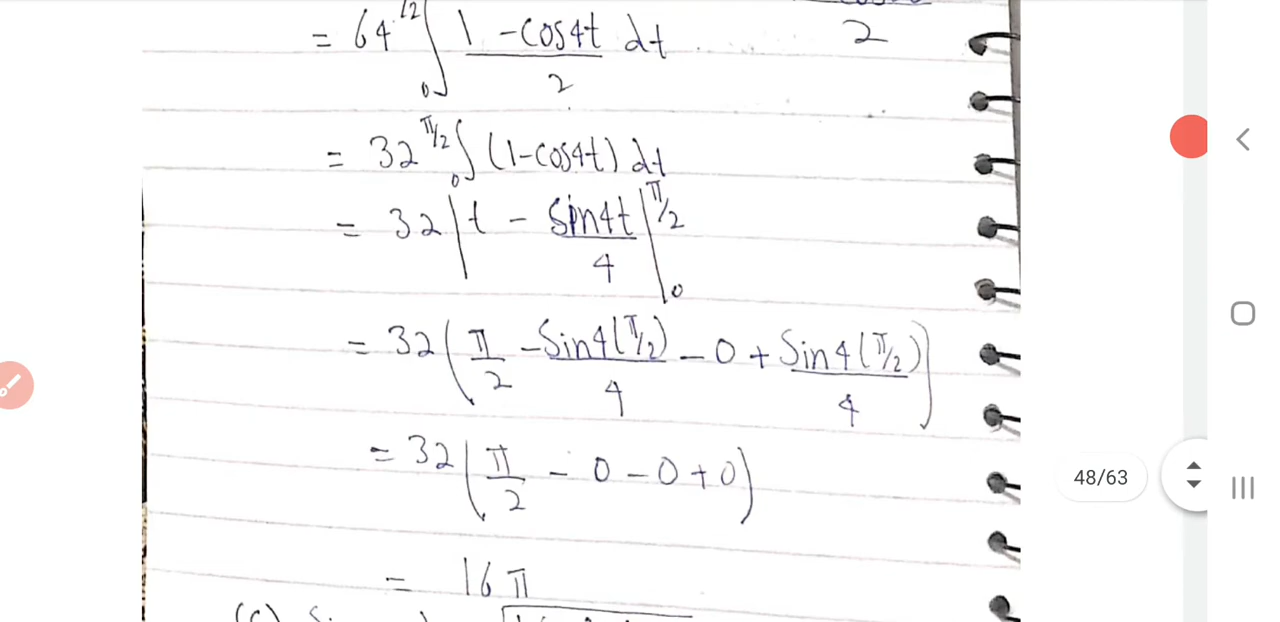 = 64 π/2∫0 (1 - cos4t)/2 dt
2
= 32 π/2∫0 (1-cos4t) dt
= 32 |t - sin4t/4|π/2 0
= 32 (π/2 - Sin4(π/2)/4 - 0 + Sin4(π/2)/4)
= 32 (π/2 - 0 - 0 + 0)
48/63
= 16 π
(c)